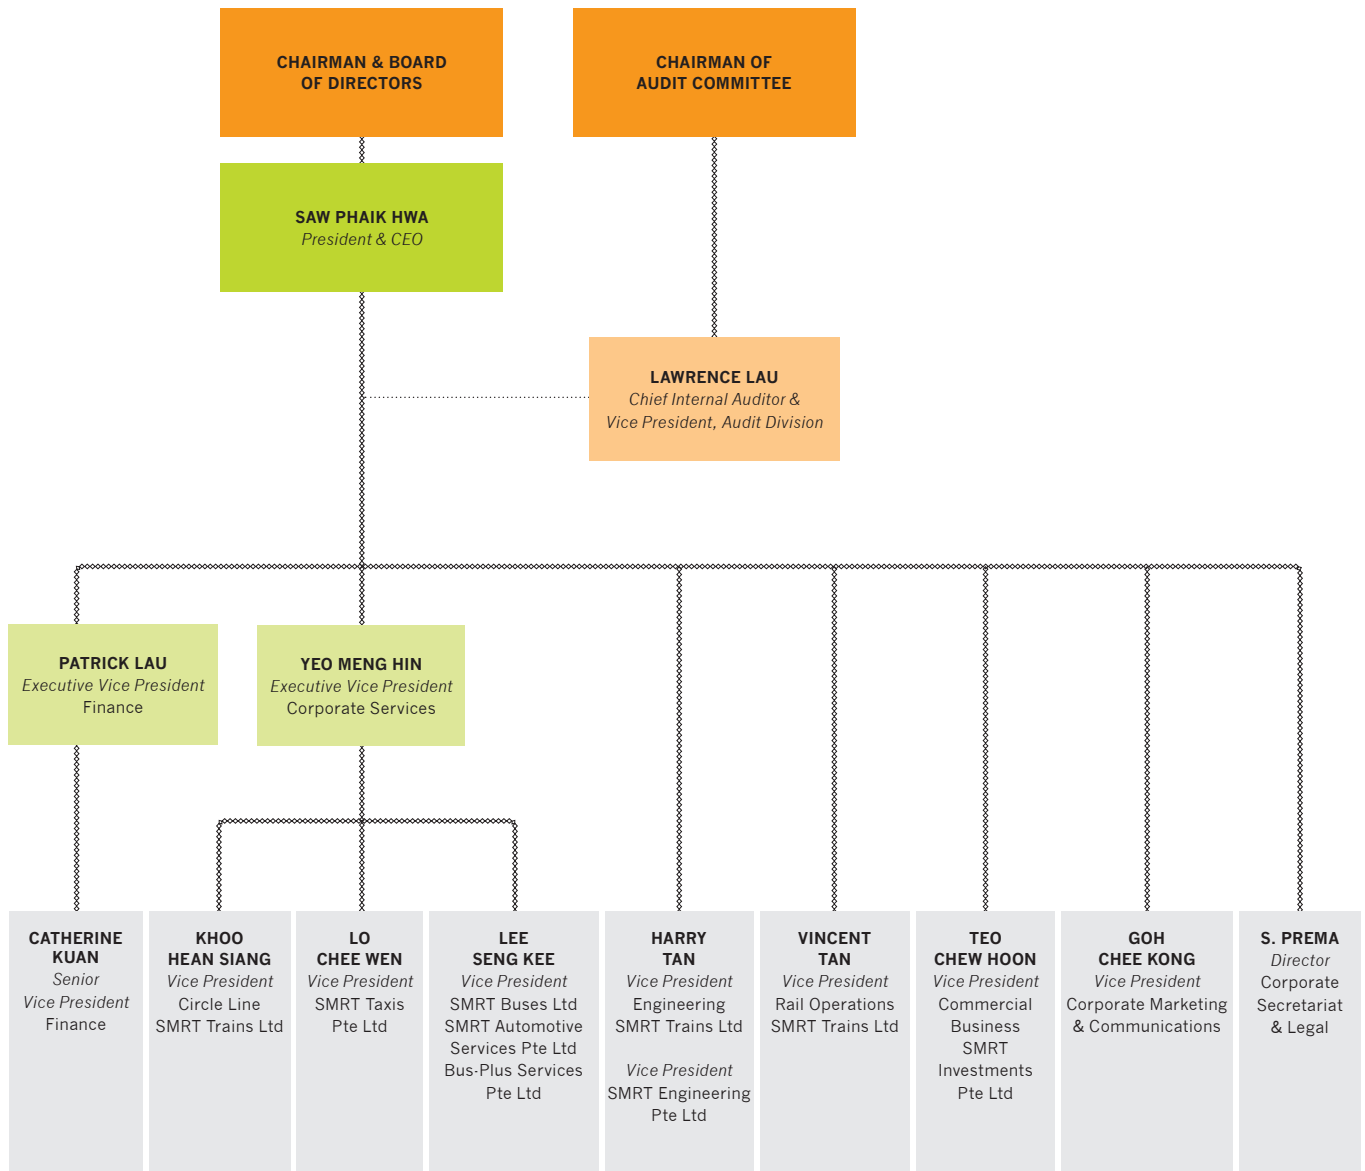 CHAIRMAN & BOARD
OF DIRECTORS
CHAIRMAN OF
AUDIT COMMITTEE
SAW PHAIK HWA
President & CEO
LAWRENCE LAU
Chief Internal Auditor &
Vice President, Audit Division
PATRICK LAU
Executive Vice President
Finance
YEO MENG HIN
Executive Vice President
Corporate Services
CATHERINE
KUAN
Senior
Vice President
Finance
KHOO
HEAN SIANG
Vice President
Circle Line
SMRT Trains Ltd
LO
CHEE WEN
Vice President
SMRT Taxis
Pte Ltd
LEE
SENG KEE
Vice President
SMRT Buses Ltd
SMRT Automotive
Services Pte Ltd
Bus-Plus Services
Pte Ltd
HARRY
TAN
Vice President
Engineering
SMRT Trains Ltd
Vice President
SMRT Engineering
Pte Ltd
VINCENT
TAN
Vice President
Rail Operations
SMRT Trains Ltd
TEO
CHEW HOON
Vice President
Commercial
Business
SMRT
Investments
Pte Ltd
GOH
CHEE KONG
Vice President
Corporate Marketing
& Communications
S. PREMA
Director
Corporate
Secretariat
& Legal